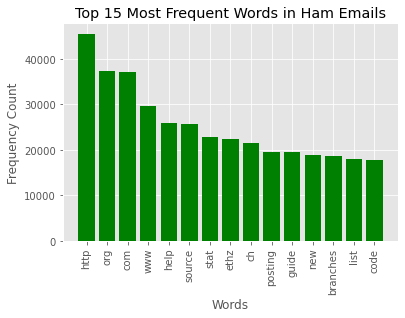 Top 15 Most Frequent Words in Ham Emails
Frequency Count
40000
30000
20000
10000
0
http
org
com
www
help
source
stat
ethz
ch
posting
guide
new
branches
list
code
Words